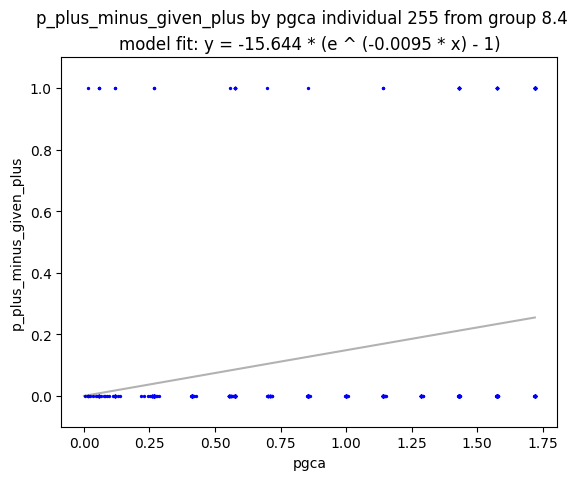 p_plus_minus_given_plus by pgca individual 255 from group 8.4
model fit: y = -15.644 * (e ^ (-0.0095 * x) - 1)
1.0
0.8
0.6
0.4
0.2
0.0
p_plus_minus_given_plus
0.00 0.25 0.50 0.75 1.00 1.25 1.50 1.75
pgca